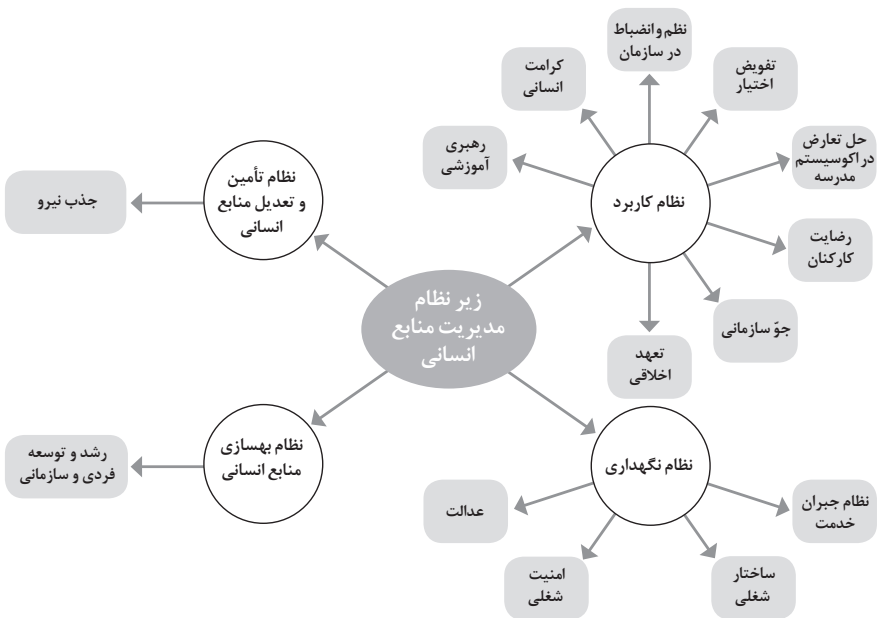 نظم وانضباط
در سازمان
تفویض
اختیار
کرامت
انسانی
رهبری
آموزشی
حل تعارض
دراکوسیستم
مدرسه
نظام کاربرد
رضایت
کارکنان
جوّ سازمانی
تعهد
اخلاقی
نظام تأمین
و تعدیل منابع
انسانی
جذب نیرو
زیر نظام
مدیریت منابع
انسانی
نظام بهسازی
منابع انسانی
رشد و توسعه
فردی و سازمانی
نظام نگهداری
نظام جبران
خدمت
عدالت
امنیت
شغلی
ساختار
شغلی